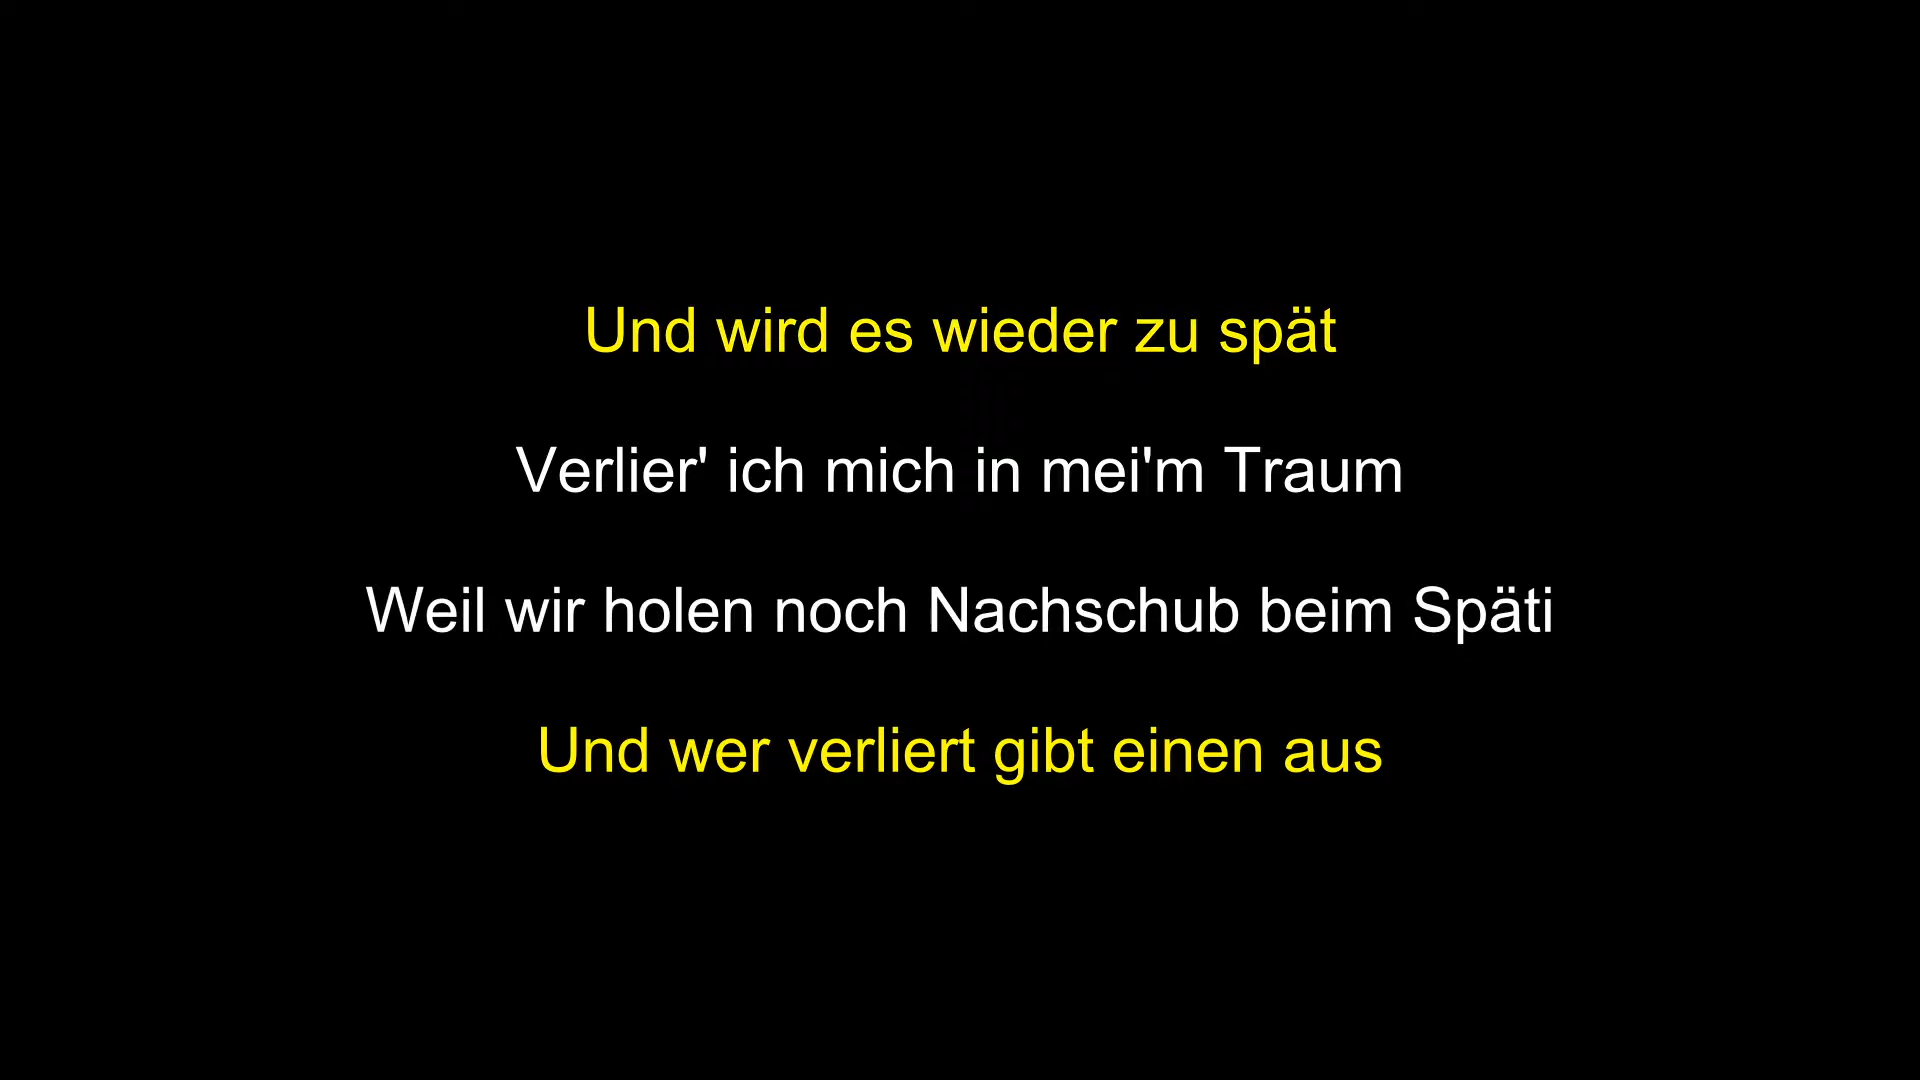 Und wird es wieder zu spät
Verlier' ich mich in mei'm Traum
Weil wir holen noch Nachschub beim Späti
Und wer verliert gibt einen aus